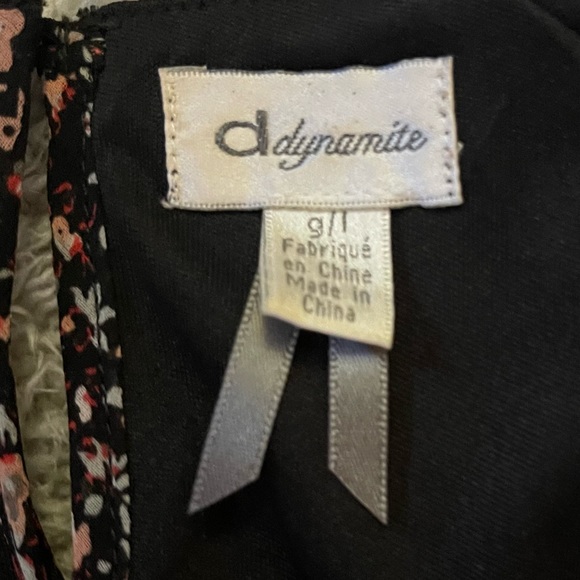 d dynamite
g/l
Fabriqué
en Chine
Made in
China